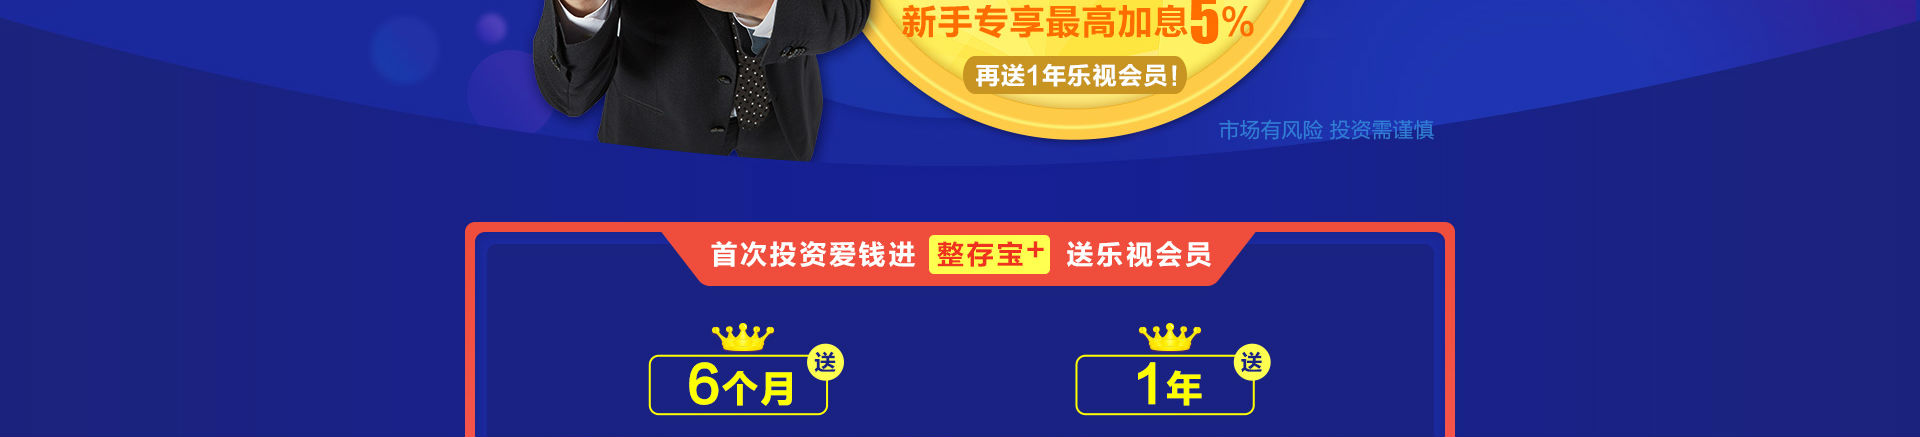 新手专享最高加息5%
再送1年乐视会员!
市场有风险 投资需谨慎
首次投资爱钱进 整存宝+ 送乐视会员
6个月 送
1年 送